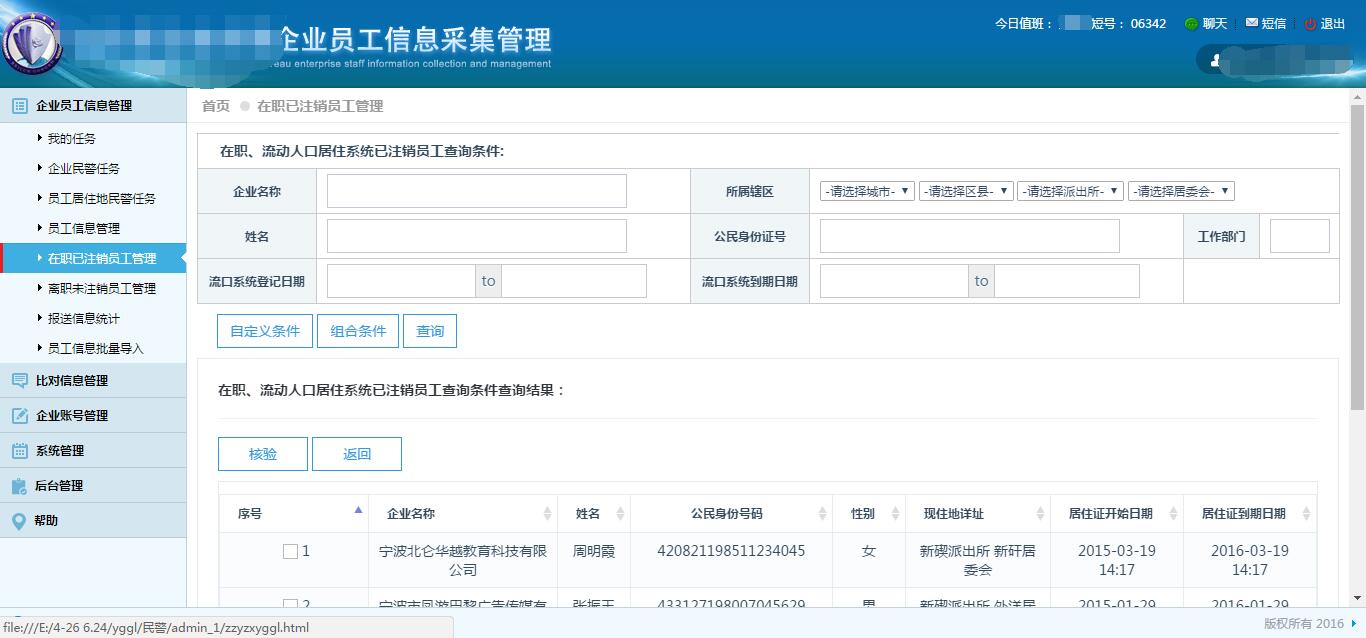 企业员工信息采集管理
eau enterprise staff information collection and management
今日值班： 短号： 06342 聊天 短信 退出
企业员工信息管理
我的任务
企业民警任务
员工居住地民警任务
员工信息管理
在职已注销员工管理
离职未注销员工管理
报送信息统计
员工信息批量导入
比对信息管理
企业账号管理
系统管理
后台管理
帮助
首页 在职已注销员工管理
在职、流动人口居住系统已注销员工查询条件:
企业名称 所属辖区 -请选择城市- -请选择区县- -请选择派出所- -请选择居委会-
姓名 公民身份证号 工作部门
流口系统登记日期 to 流口系统到期日期 to
自定义条件 组合条件 查询
在职、流动人口居住系统已注销员工查询条件查询结果：
核验 返回
序号 企业名称 姓名 公民身份号码 性别 现住地详址 居住证开始日期 居住证到期日期
1 宁波北仑华越教育科技有限 周明霞 420821198511234045 女 新碶派出所 新矸居 2015-03-19 2016-03-19
公司 委会 14:17 14:17
2 宁波市凤游巴黎广告传媒有 张振玉 433127198007045629 男 新碶派出所 外洋居 2015-01-29 2016-01-29
file:///E:/4-26 6.24/yggl/民警/admin_1/zzyzxyggl.html
版权所有 2016